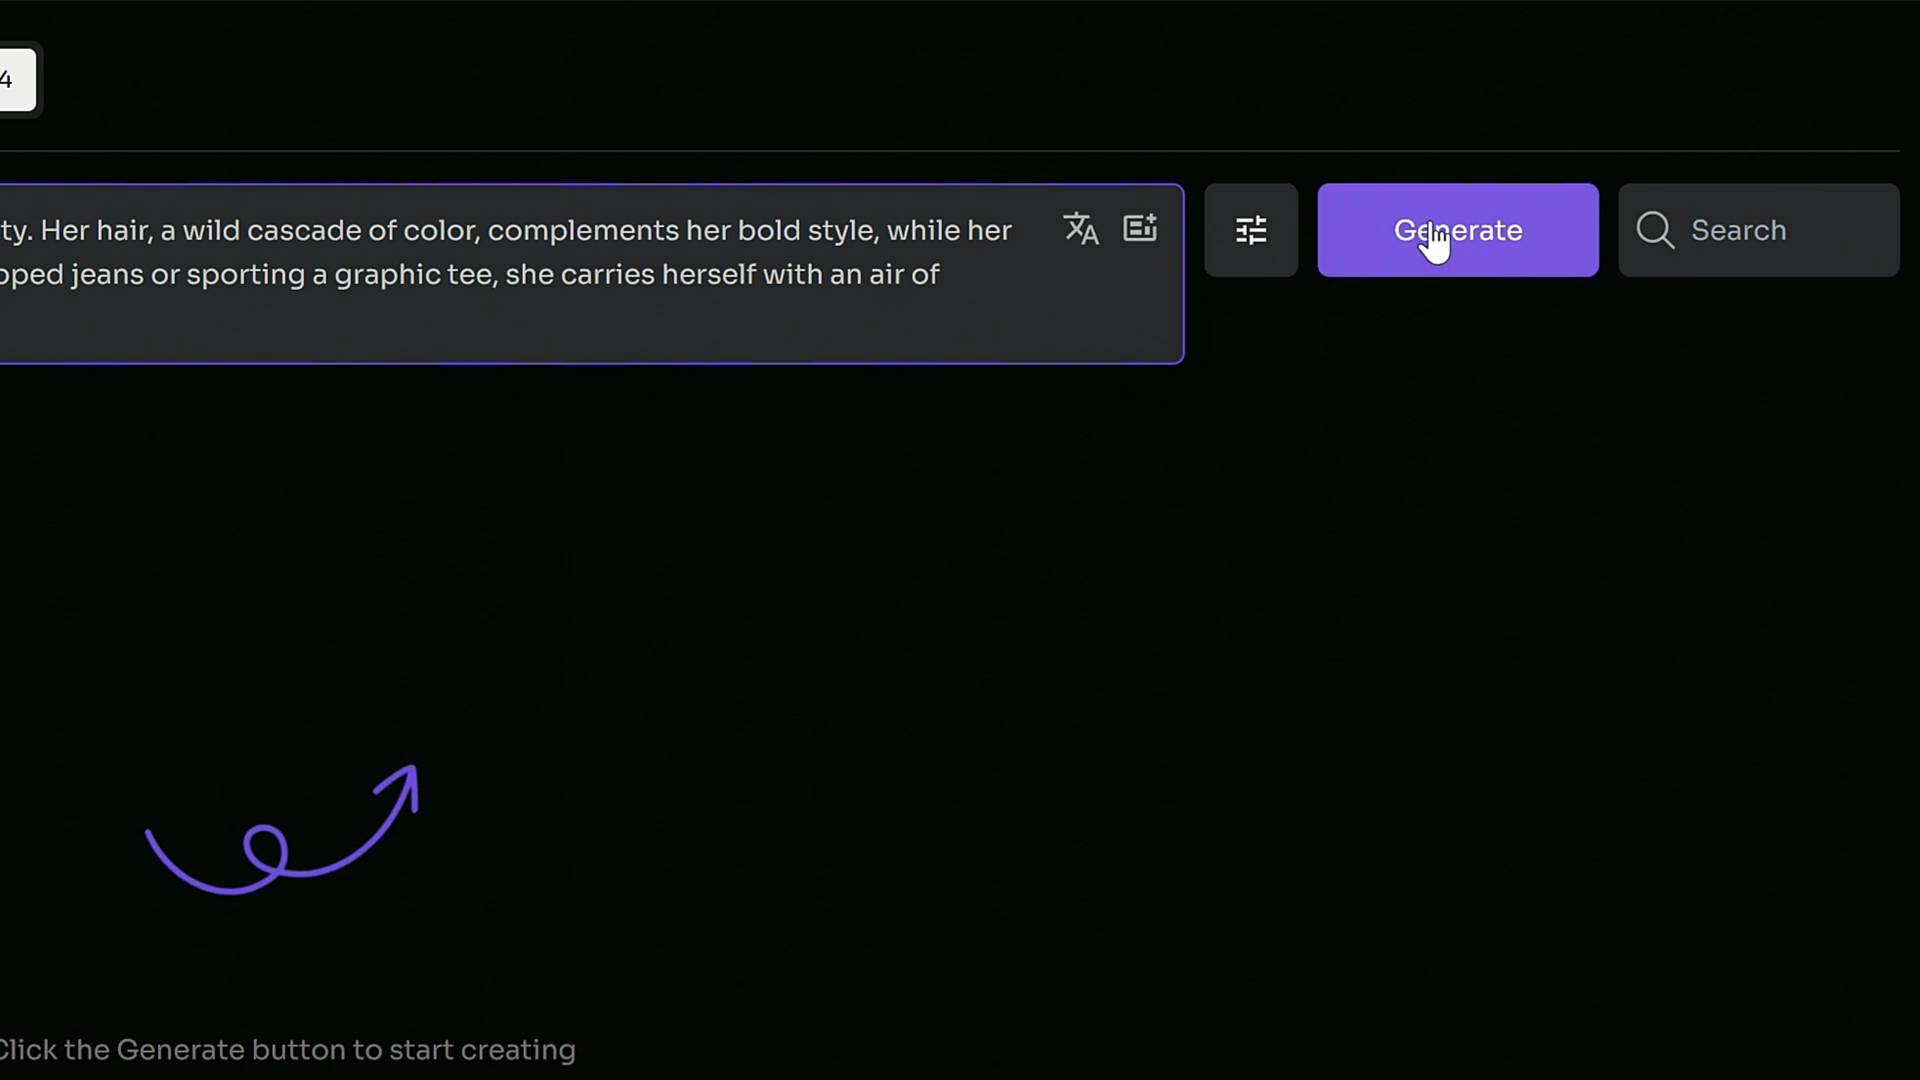 4
ty. Her hair, a wild cascade of color, complements her bold style, while her
pped jeans or sporting a graphic tee, she carries herself with an air of
Generate
Search
Click the Generate button to start creating